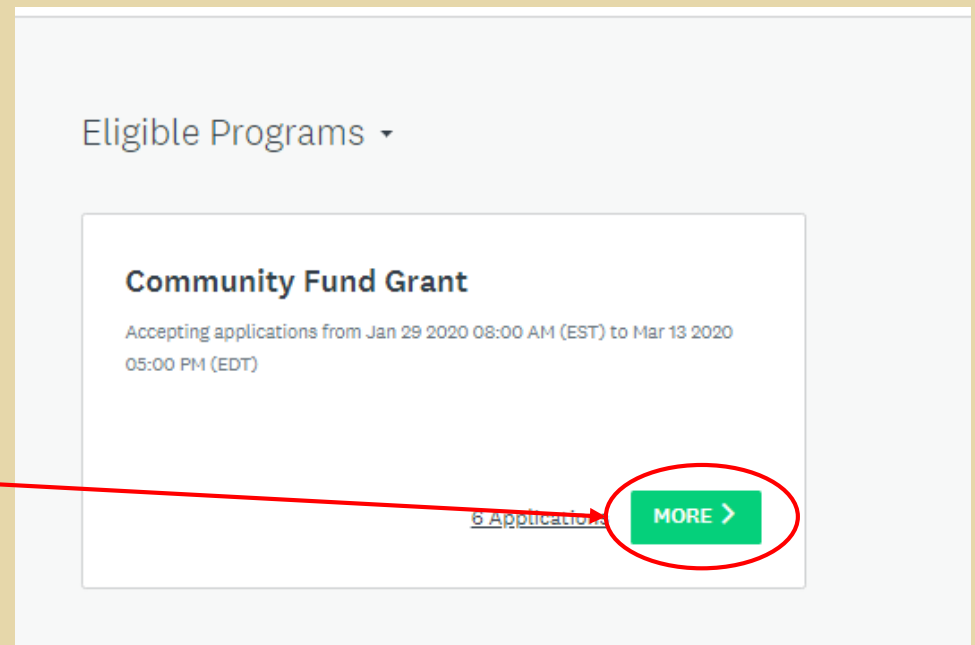 Eligible Programs
Community Fund Grant
Accepting applications from Jan 29 2020 08:00 AM (EST) to Mar 13 2020
05:00 PM (EDT)
6 Applications MORE